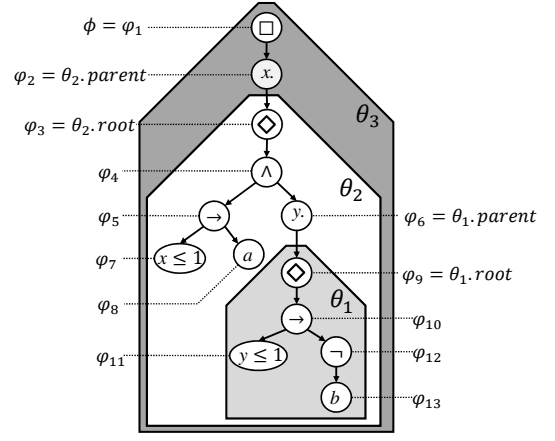 ϕ = φ₁
□
φ₂ = θ₂.parent
x.
θ₃
φ₃ = θ₂.root
◇
φ₄
∧
θ₂
φ₅
→
y.
φ₆ = θ₁.parent
φ₇
x ≤ 1
a
φ₈
◇
φ₉ = θ₁.root
θ₁
→
φ₁₀
φ₁₁
y ≤ 1
¬
φ₁₂
b
φ₁₃